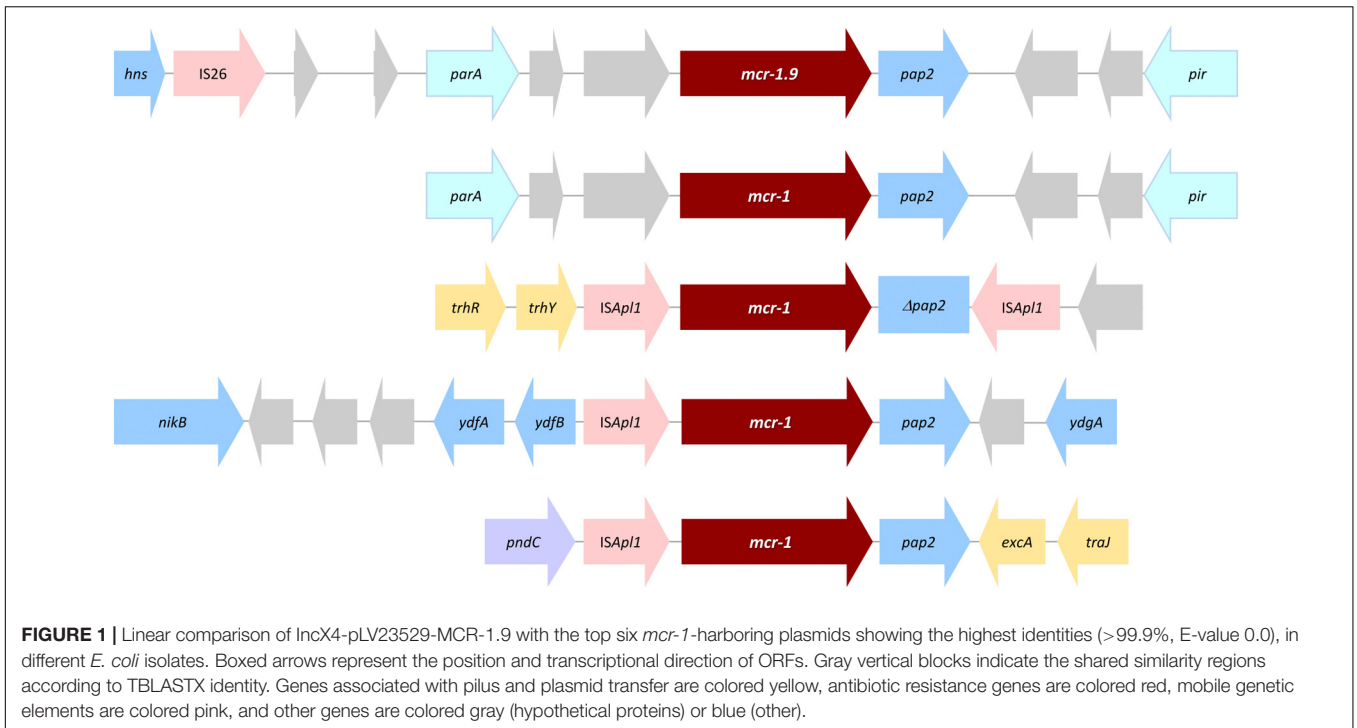 hns IS26 parA mcr-1.9 pap2 pir
parA mcr-1 pap2 pir
trhR trhY ISApl1 mcr-1 Δpap2 ISApl1
nikB ydfA ydfB ISApl1 mcr-1 pap2 ydgA
pndC ISApl1 mcr-1 pap2 excA traJ
FIGURE 1 | Linear comparison of IncX4-pLV23529-MCR-1.9 with the top six mcr-1-harboring plasmids showing the highest identities (>99.9%, E-value 0.0), in
different E. coli isolates. Boxed arrows represent the position and transcriptional direction of ORFs. Gray vertical blocks indicate the shared similarity regions
according to TBLASTX identity. Genes associated with pilus and plasmid transfer are colored yellow, antibiotic resistance genes are colored red, mobile genetic
elements are colored pink, and other genes are colored gray (hypothetical proteins) or blue (other).